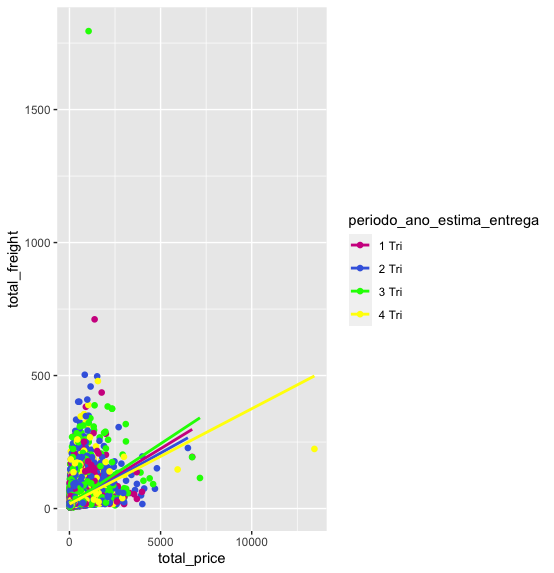 1500
1000
500
0
total_freight
0
5000
10000
total_price
periodo_ano_estima_entrega
1 Tri
2 Tri
3 Tri
4 Tri